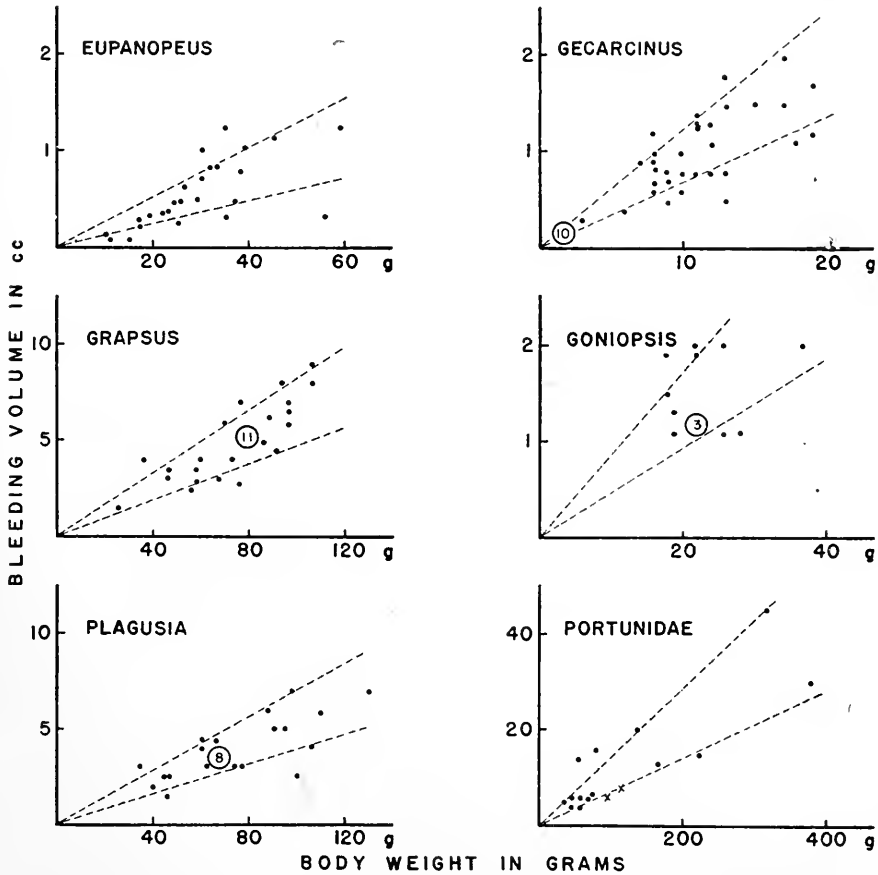 BLEEDING VOLUME IN cc
EUPANOPEUS
2
1
20 40 60 g
GECARCINUS
2
1
10
10 20 g
GRAPSUS
10
5
11
40 80 120 g
GONIOPSIS
2
1
3
20 40 g
PLAGUSIA
10
5
8
40 80 120 g
PORTUNIDAE
40
20
x x
200 400 g
BODY WEIGHT IN GRAMS